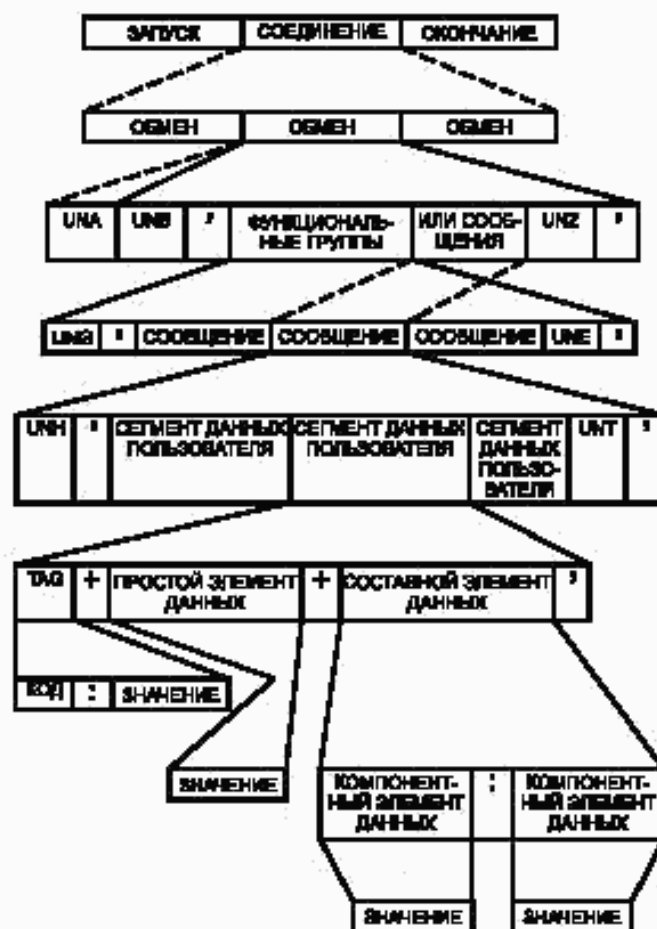 ЗАПУСК СОЕДИНЕНИЕ ОКОНЧАНИЕ
ОБМЕН ОБМЕН ОБМЕН
UNA UNB ' ФУНКЦИОНАЛЬ-
НЫЕ ГРУППЫ ИЛИ СООБ-
ЩЕНИЯ UNZ '
UNG ' СООБЩЕНИЕ СООБЩЕНИЕ СООБЩЕНИЕ UNE '
UNH ' СЕГМЕНТ ДАННЫХ
ПОЛЬЗОВАТЕЛЯ СЕГМЕНТ ДАННЫХ
ПОЛЬЗОВАТЕЛЯ СЕГМЕНТ
ДАННЫХ
ПОЛЬЗО-
ВАТЕЛЯ UNT '
TAG + ПРОСТОЙ ЭЛЕМЕНТ
ДАННЫХ + СОСТАВНОЙ ЭЛЕМЕНТ
ДАННЫХ '
КОД : ЗНАЧЕНИЕ
ЗНАЧЕНИЕ
КОМПОНЕНТ-
НЫЙ ЭЛЕМЕНТ
ДАННЫХ : КОМПОНЕНТ-
НЫЙ ЭЛЕМЕНТ
ДАННЫХ
ЗНАЧЕНИЕ ЗНАЧЕНИЕ